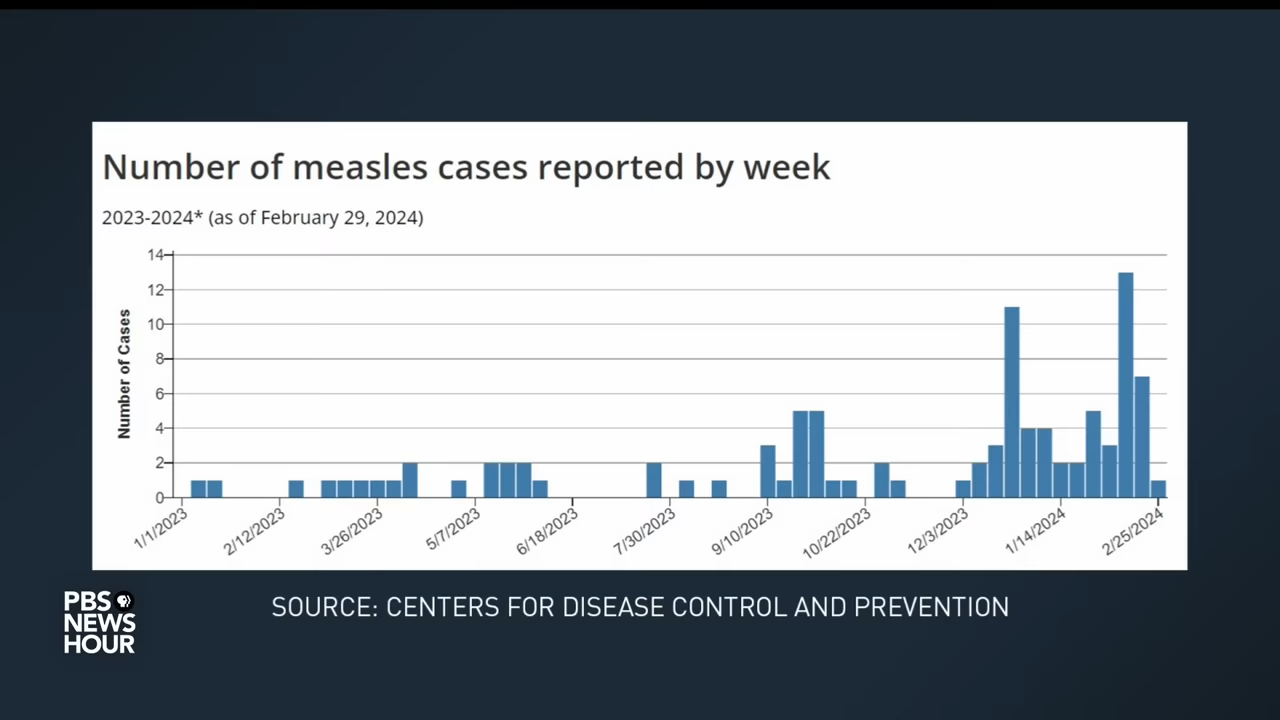 Number of measles cases reported by week
2023-2024* (as of February 29, 2024)
Number of Cases
14
12
10
8
6
4
2
0
1/1/2023
2/12/2023
3/26/2023
5/7/2023
6/18/2023
7/30/2023
9/10/2023
10/22/2023
12/3/2023
1/14/2024
2/25/2024
PBS
NEWS
HOUR
SOURCE: CENTERS FOR DISEASE CONTROL AND PREVENTION